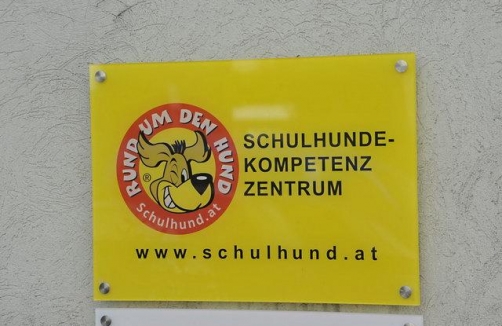 RUND UM DEN HUND
®
Schulhund.at
SCHULHUNDE-
KOMPETENZ
ZENTRUM
www.schulhund.at